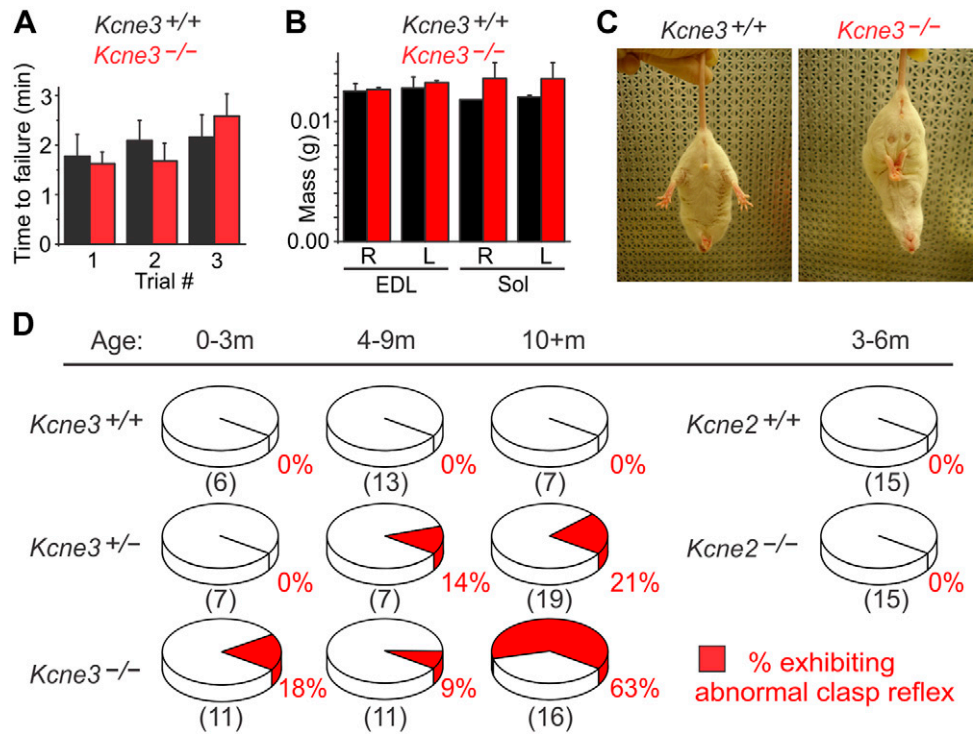 A
Kcne3 +/+
Kcne3 −/−
Time to failure (min)
3
2
1
0
1 2 3
Trial #
B
Kcne3 +/+
Kcne3 −/−
Mass (g)
0.01
0.00
R L R L
EDL Sol
C
Kcne3 +/+
Kcne3 −/−
D
Age: 0-3m 4-9m 10+m 3-6m
Kcne3 +/+ 0% 0% 0% Kcne2 +/+ 0%
(6) (13) (7) (15)
Kcne3 +/− 0% 14% 21% Kcne2 −/− 0%
(7) (7) (19) (15)
Kcne3 −/− 18% 9% 63%
(11) (11) (16)
% exhibiting
abnormal clasp reflex